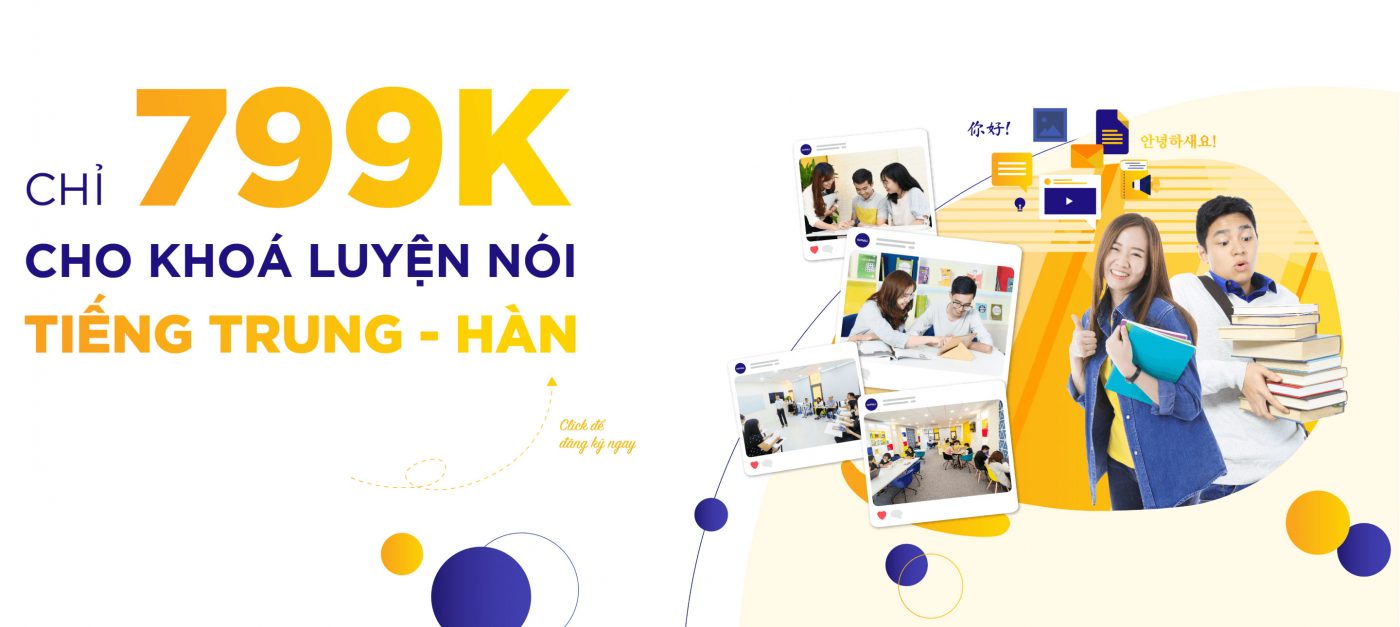 CHỈ 799K
CHO KHOÁ LUYỆN NÓI
TIẾNG TRUNG - HÀN
Click để
đăng ký ngay
你好!
안녕하새요!